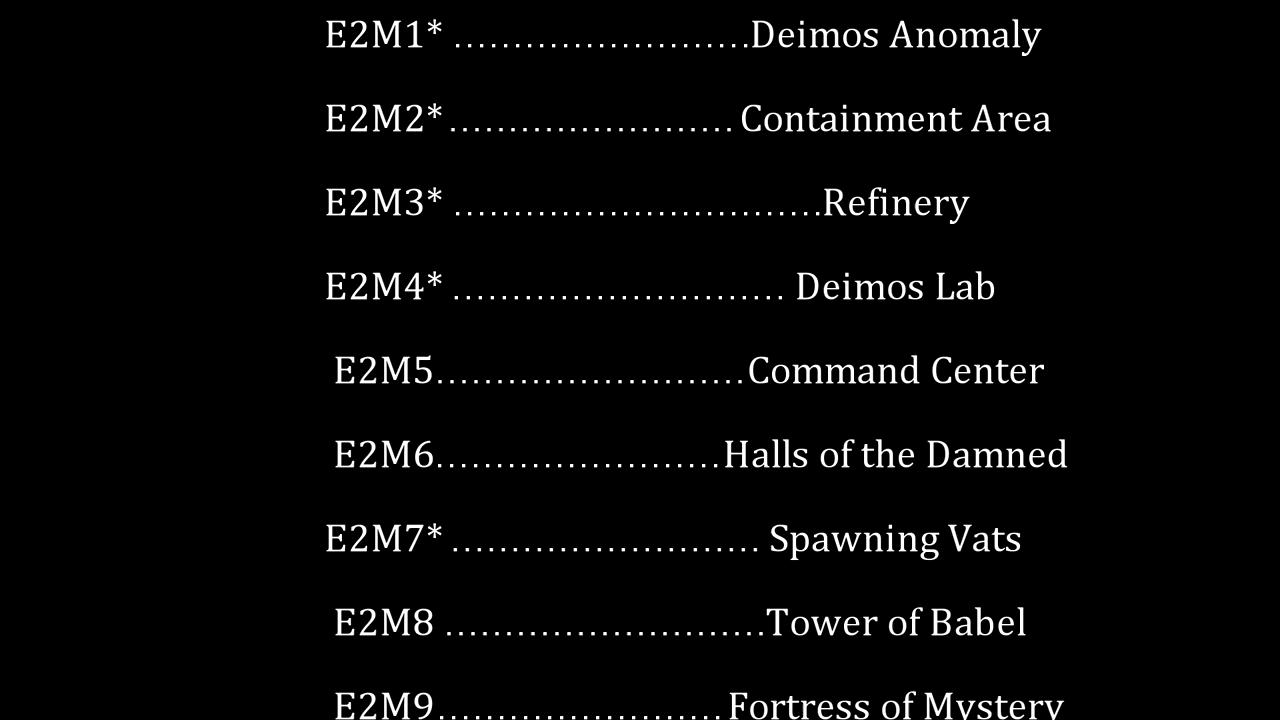 E2M1* ………………………Deimos Anomaly
E2M2* …………………… Containment Area
E2M3* ……………………………Refinery
E2M4* ………………………… Deimos Lab
E2M5………………………Command Center
E2M6……………………Halls of the Damned
E2M7* ……………………… Spawning Vats
E2M8 ………………………Tower of Babel
E2M9……………………Fortress of Mystery